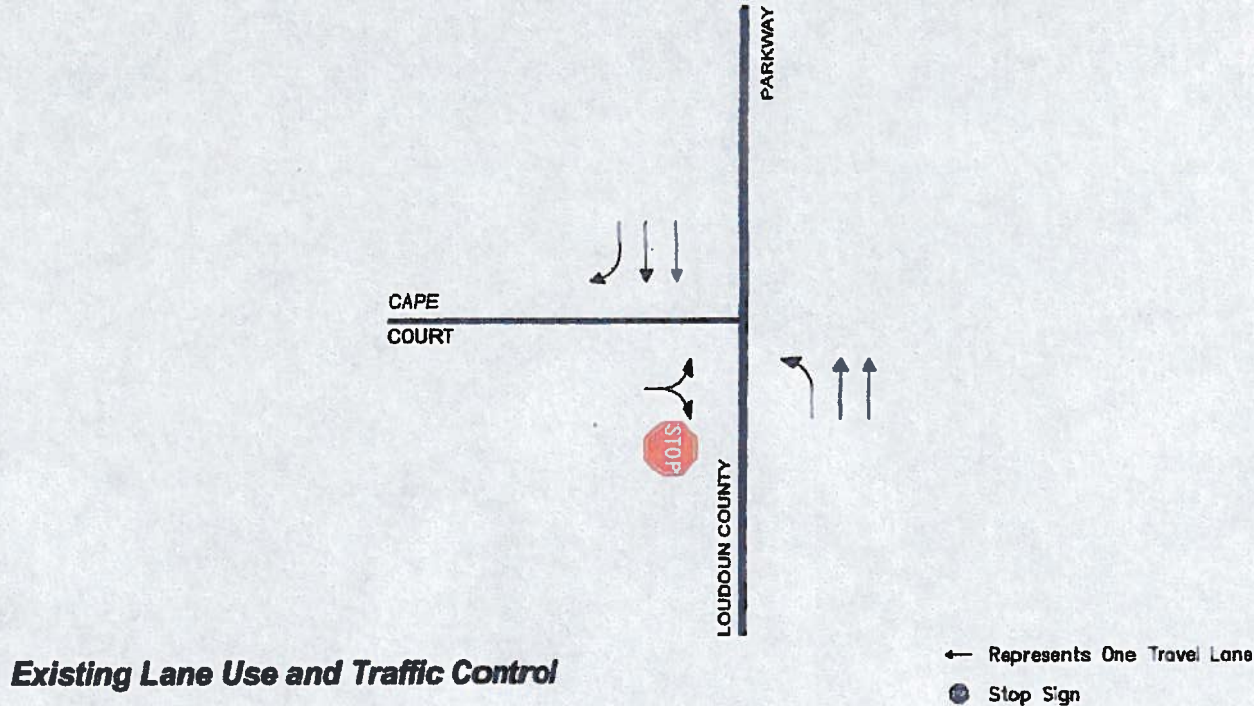 PARKWAY
CAPE
COURT
STOP
LOUDOUN COUNTY
Existing Lane Use and Traffic Control
Represents One Travel Lane
Stop Sign